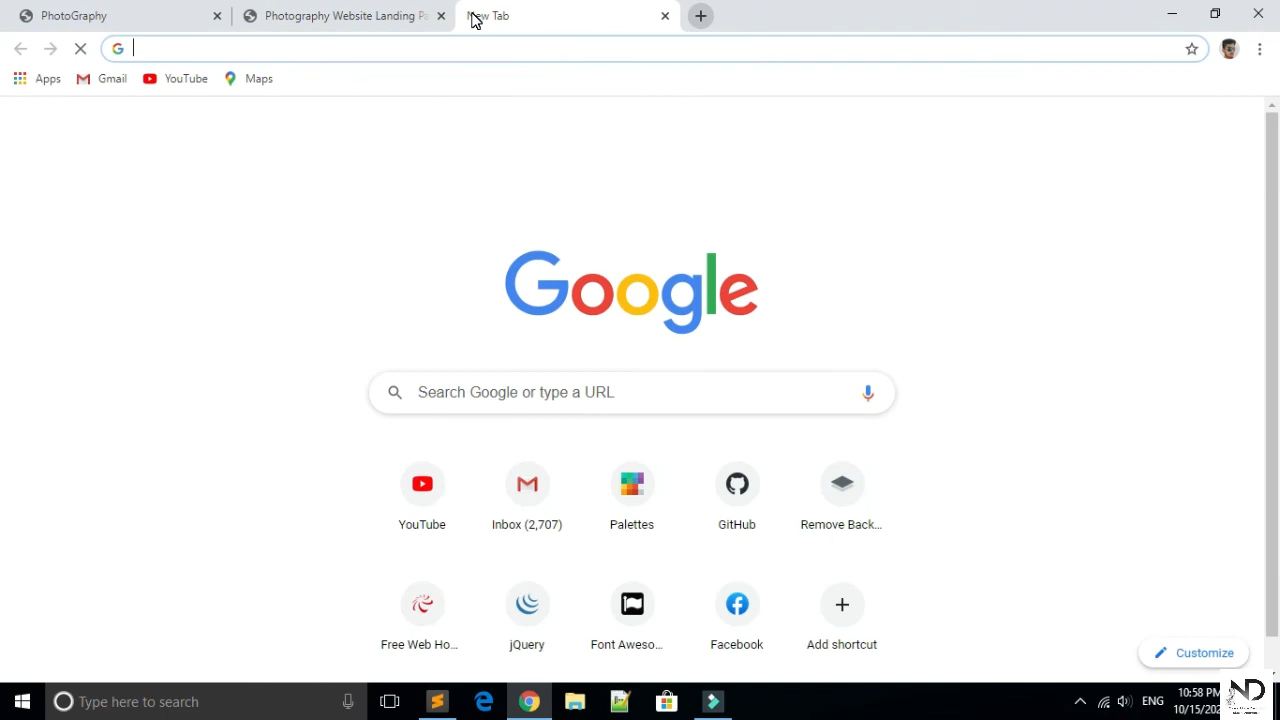 PhotoGraphy
Photography Website Landing
Tab
Apps Gmail YouTube Maps
Google
Search Google or type a URL
YouTube Inbox (2,707) Palettes GitHub Remove Back...
Free Web Ho... jQuery Font Aweso... Facebook Add shortcut
Customize
Type here to search
ENG
10:58 PM
10/15/202
ND